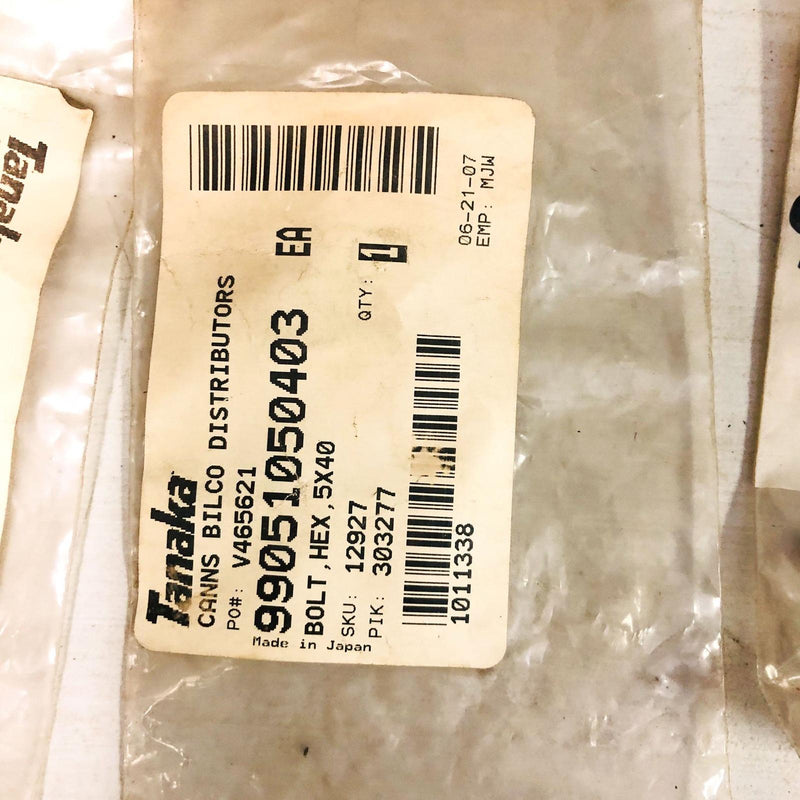 Tanaka
CANNS BILCO DISTRIBUTORS
PO#: V465621
99051050403 EA
BOLT,HEX,5X40
QTY: 1
SKU: 12927
PIK: 303277
1011338
06-21-07
EMP: MJW
Made in Japan